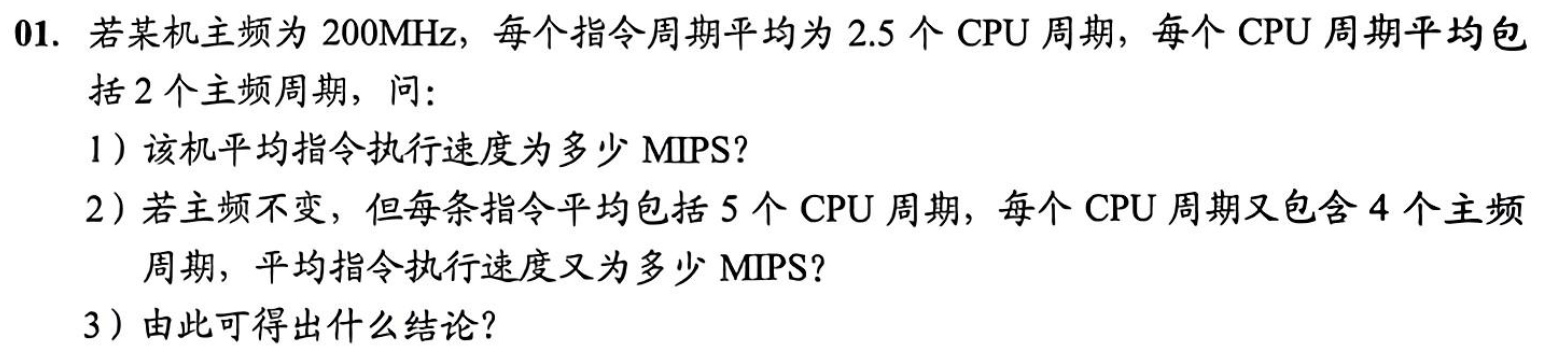 01. 若某机主频为 200MHz，每个指令周期平均为 2.5 个 CPU 周期，每个 CPU 周期平均包
括 2 个主频周期，问：
1）该机平均指令执行速度为多少 MIPS？
2）若主频不变，但每条指令平均包括 5 个 CPU 周期，每个 CPU 周期又包含 4 个主频
周期，平均指令执行速度又为多少 MIPS？
3）由此可得出什么结论？